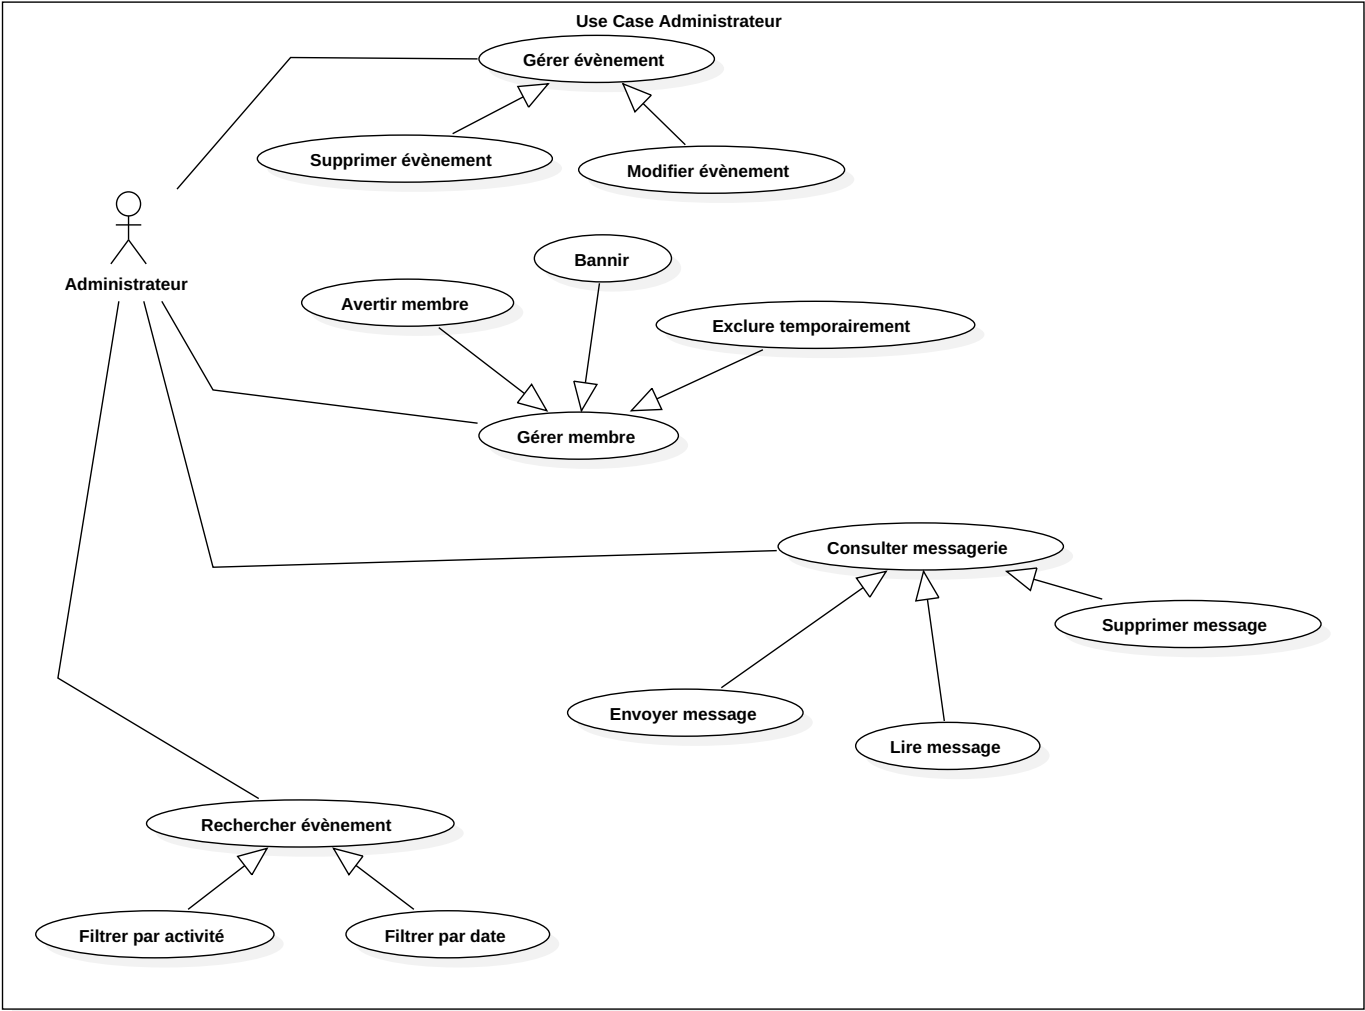 Use Case Administrateur
Gérer évènement
Supprimer évènement
Modifier évènement
Bannir
Administrateur
Avertir membre
Exclure temporairement
Gérer membre
Consulter messagerie
Supprimer message
Envoyer message
Lire message
Rechercher évènement
Filtrer par activité
Filtrer par date